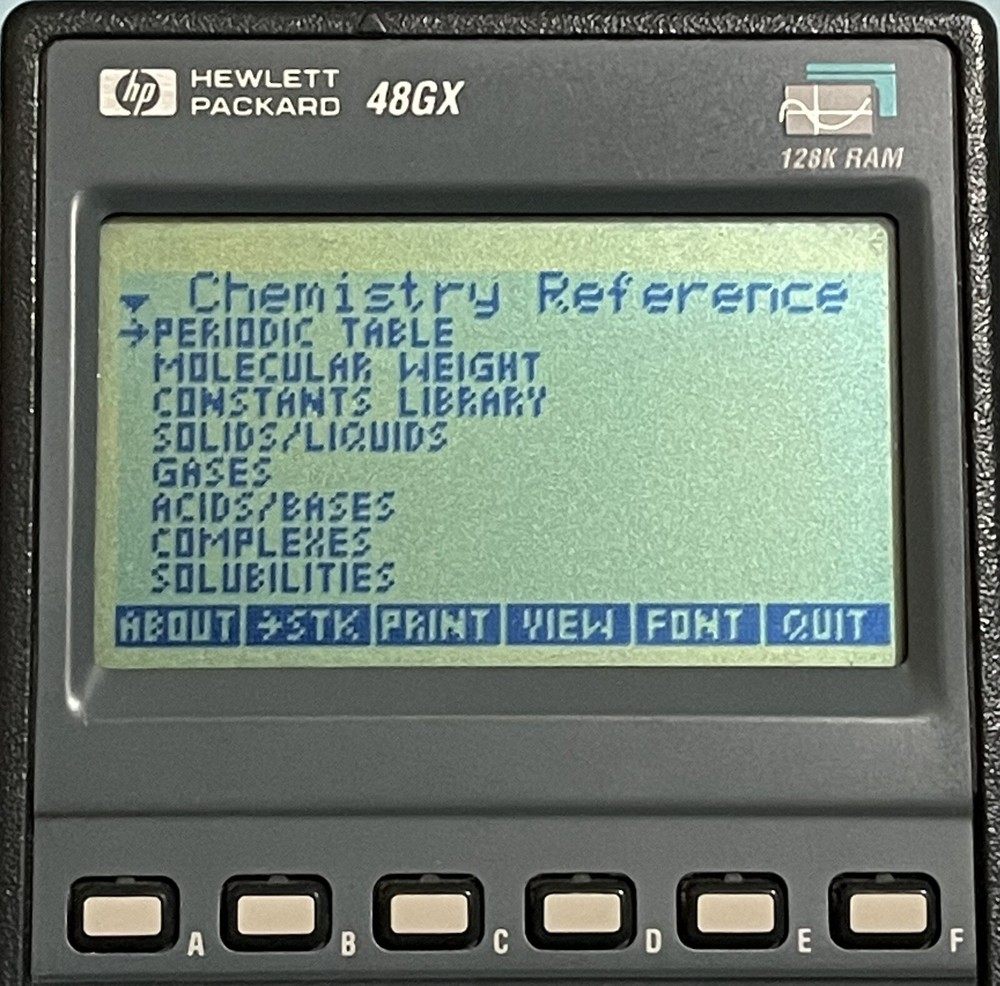 hp HEWLETT PACKARD 48GX
128K RAM
Chemistry Reference
→PERIODIC TABLE
MOLECULAR WEIGHT
CONSTANTS LIBRARY
SOLIDS/LIQUIDS
GASES
ACIDS/BASES
COMPLEXES
SOLUBILITIES
ABOUT →STK PRINT VIEW FONT QUIT
A B C D E F